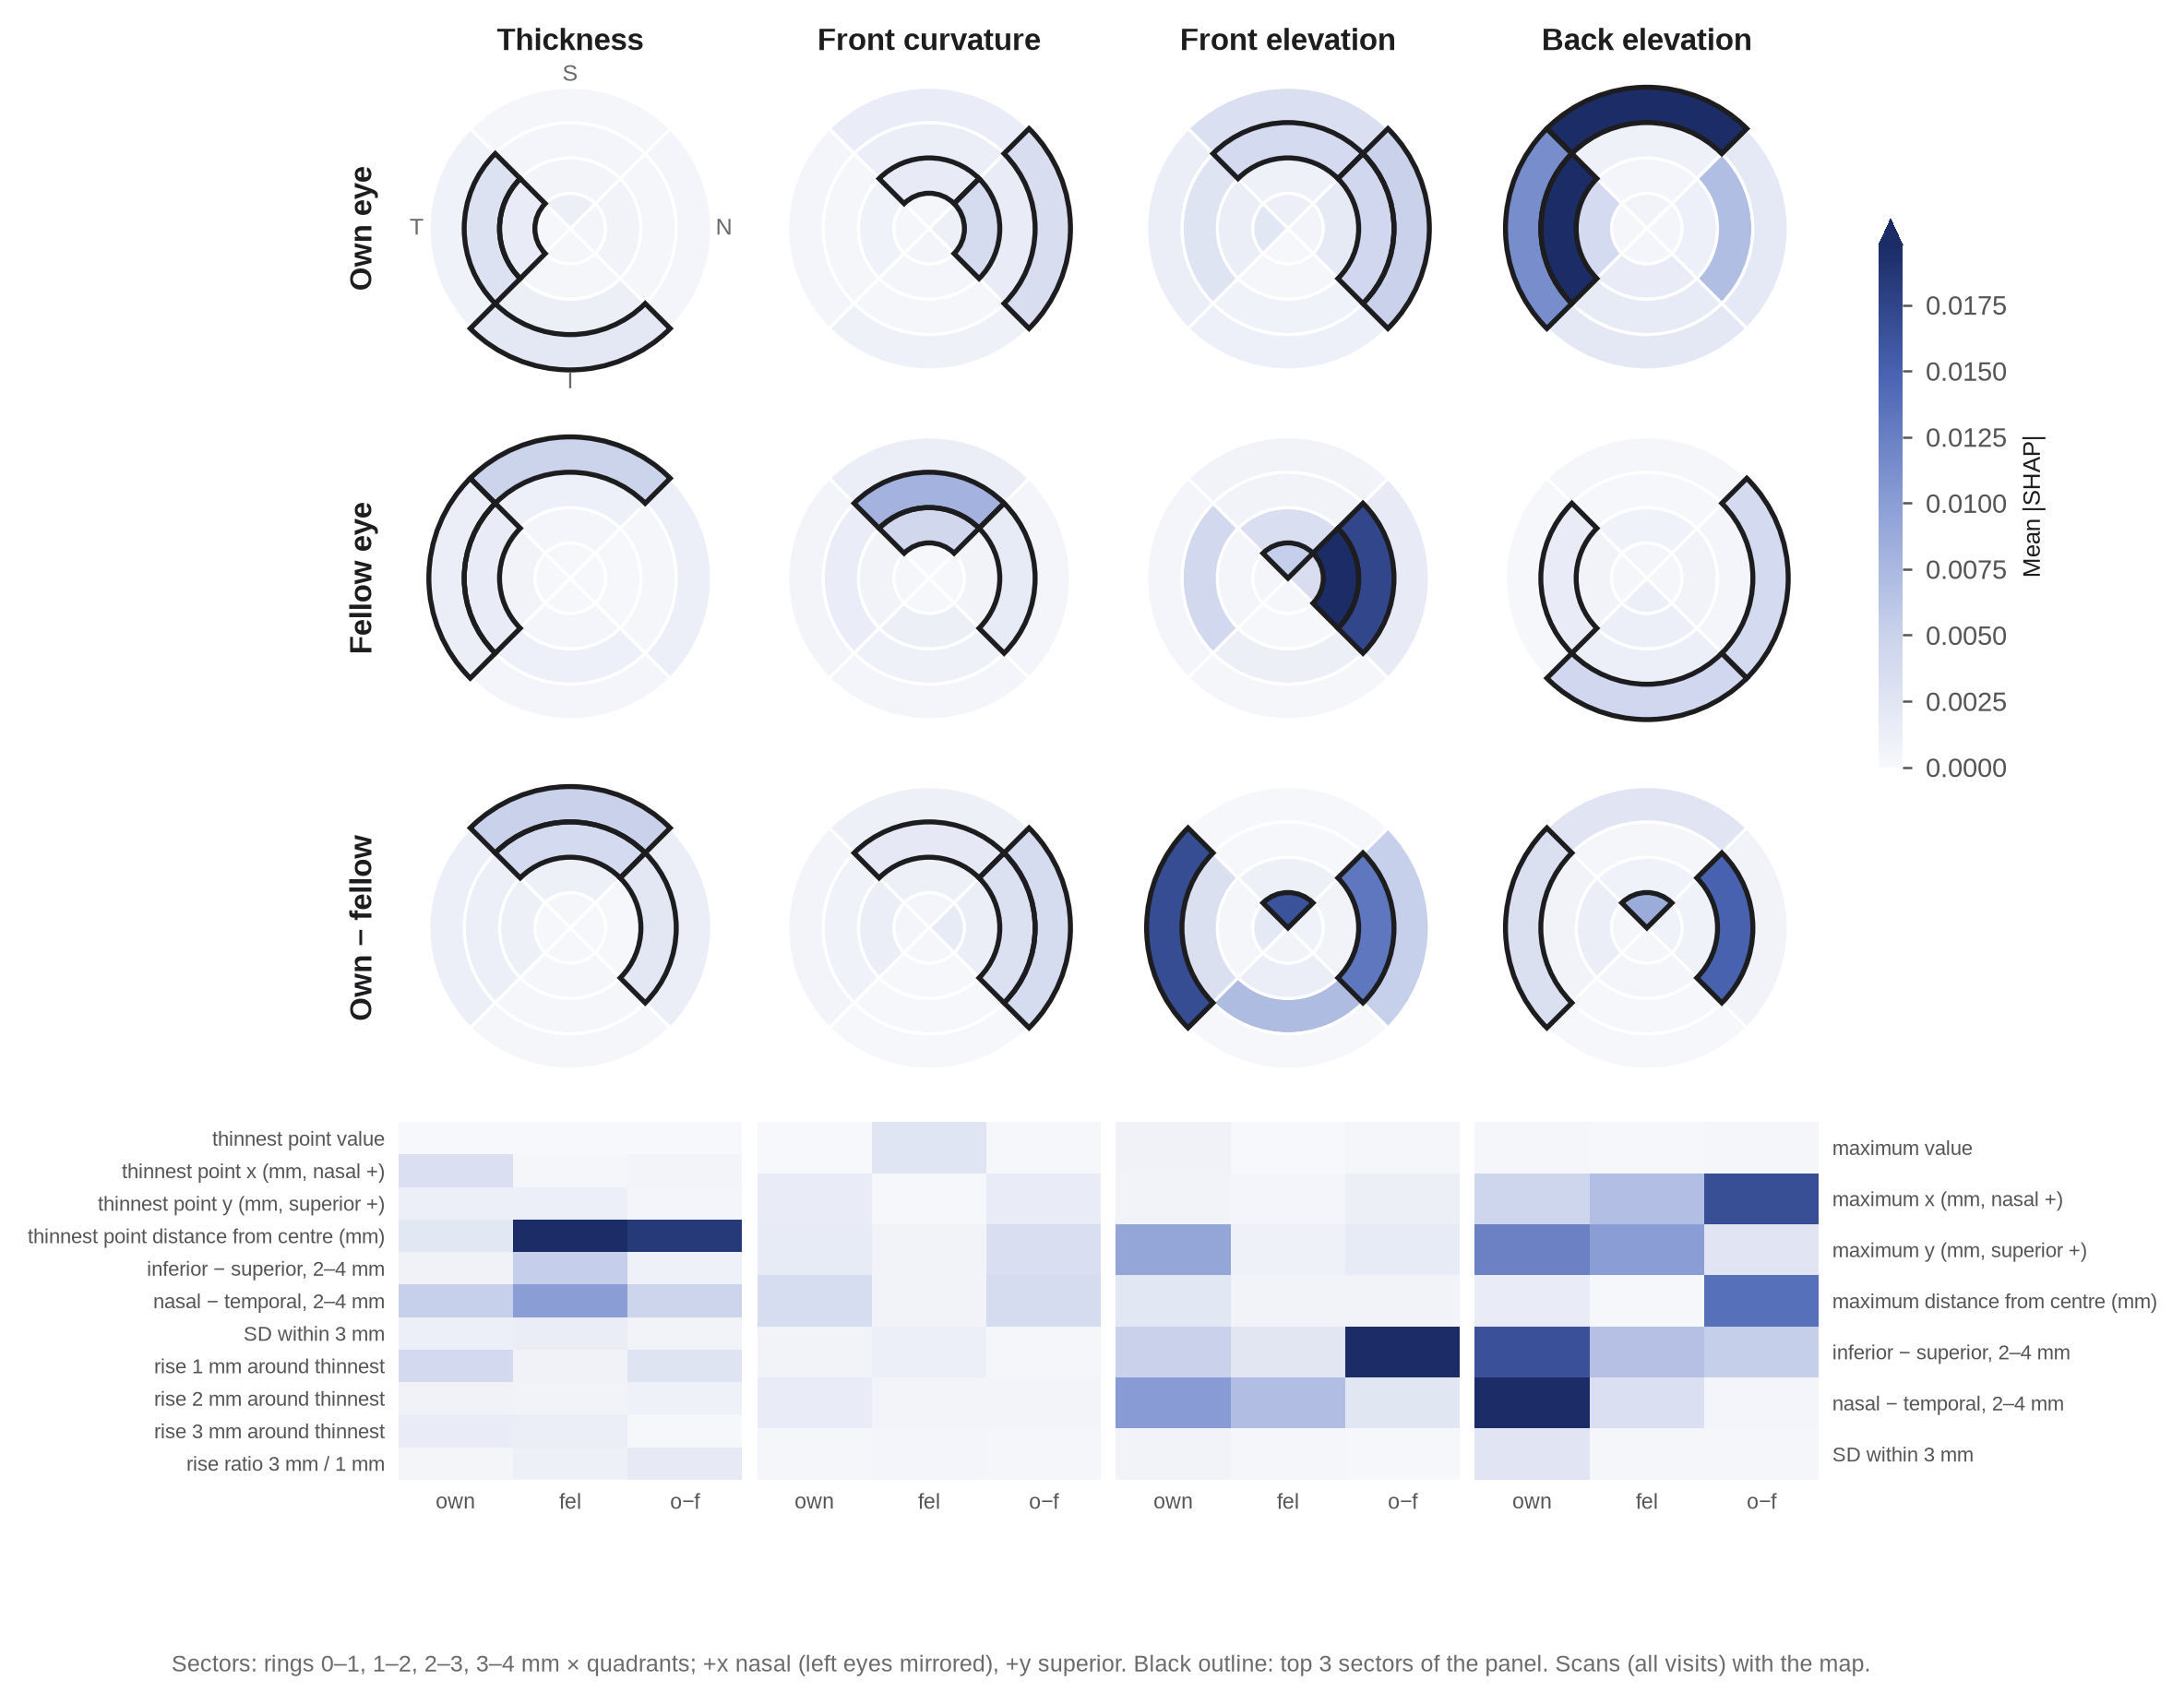 Thickness
Front curvature
Front elevation
Back elevation
S
T
N
I
Own eye
Fellow eye
Own − fellow
0.0175
0.0150
0.0125
0.0100
0.0075
0.0050
0.0025
0.0000
Mean |SHAP|
thinnest point value
thinnest point x (mm, nasal +)
thinnest point y (mm, superior +)
thinnest point distance from centre (mm)
inferior − superior, 2–4 mm
nasal − temporal, 2–4 mm
SD within 3 mm
rise 1 mm around thinnest
rise 2 mm around thinnest
rise 3 mm around thinnest
rise ratio 3 mm / 1 mm
maximum value
maximum x (mm, nasal +)
maximum y (mm, superior +)
maximum distance from centre (mm)
inferior − superior, 2–4 mm
nasal − temporal, 2–4 mm
SD within 3 mm
own fel o−f own fel o−f own fel o−f own fel o−f
Sectors: rings 0–1, 1–2, 2–3, 3–4 mm × quadrants; +x nasal (left eyes mirrored), +y superior. Black outline: top 3 sectors of the panel. Scans (all visits) with the map.